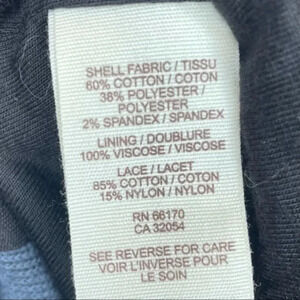 SHELL FABRIC / TISSU
60% COTTON / COTON
38% POLYESTER /
POLYESTER
2% SPANDEX / SPANDEX
LINING / DOUBLURE
100% VISCOSE / VISCOSE
LACE / LACET
85% COTTON / COTON
15% NYLON / NYLON
RN 66170
CA 32054
SEE REVERSE FOR CARE
VOIR L'INVERSE POUR
LE SOIN